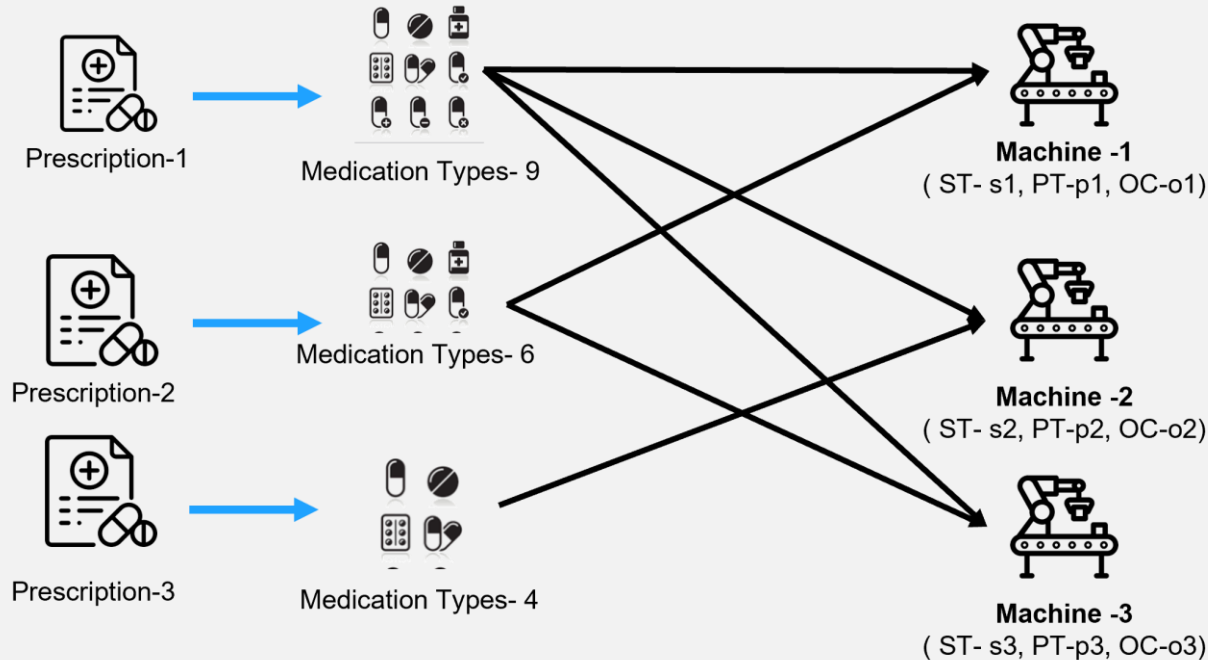 Prescription-1
Medication Types- 9
Machine -1
( ST- s1, PT-p1, OC-o1)
Prescription-2
Medication Types- 6
Machine -2
( ST- s2, PT-p2, OC-o2)
Prescription-3
Medication Types- 4
Machine -3
( ST- s3, PT-p3, OC-o3)